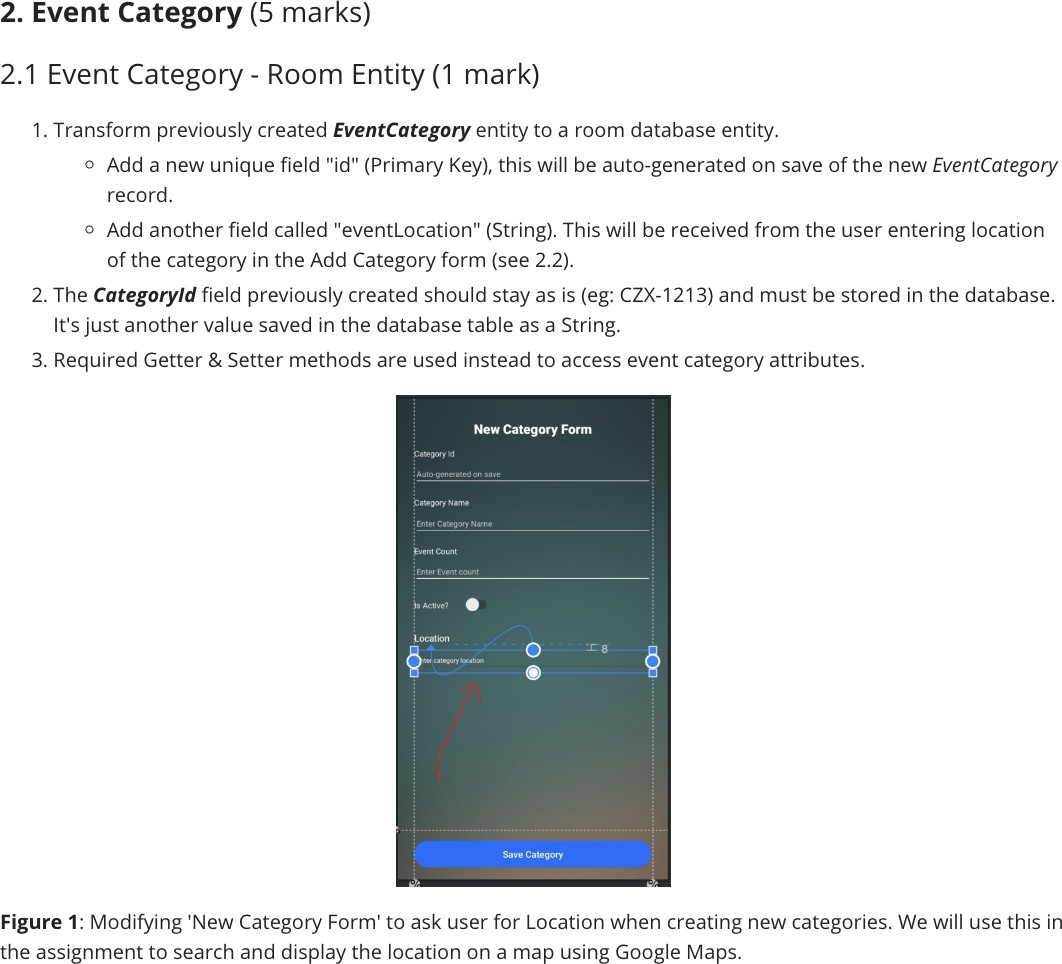 2. Event Category (5 marks)
2.1 Event Category - Room Entity (1 mark)
1. Transform previously created EventCategory entity to a room database entity.
Add a new unique field "id" (Primary Key), this will be auto-generated on save of the new EventCategory
record.
Add another field called "eventLocation" (String). This will be received from the user entering location
of the category in the Add Category form (see 2.2).
2. The CategoryId field previously created should stay as is (eg: CZX-1213) and must be stored in the database.
It's just another value saved in the database table as a String.
3. Required Getter & Setter methods are used instead to access event category attributes.
New Category Form
Category Id
Auto-generated on save
Category Name
Enter Category Name
Event Count
Enter Event count
Is Active?
Location
8
nter category location
Save Category
Figure 1: Modifying 'New Category Form' to ask user for Location when creating new categories. We will use this in
the assignment to search and display the location on a map using Google Maps.